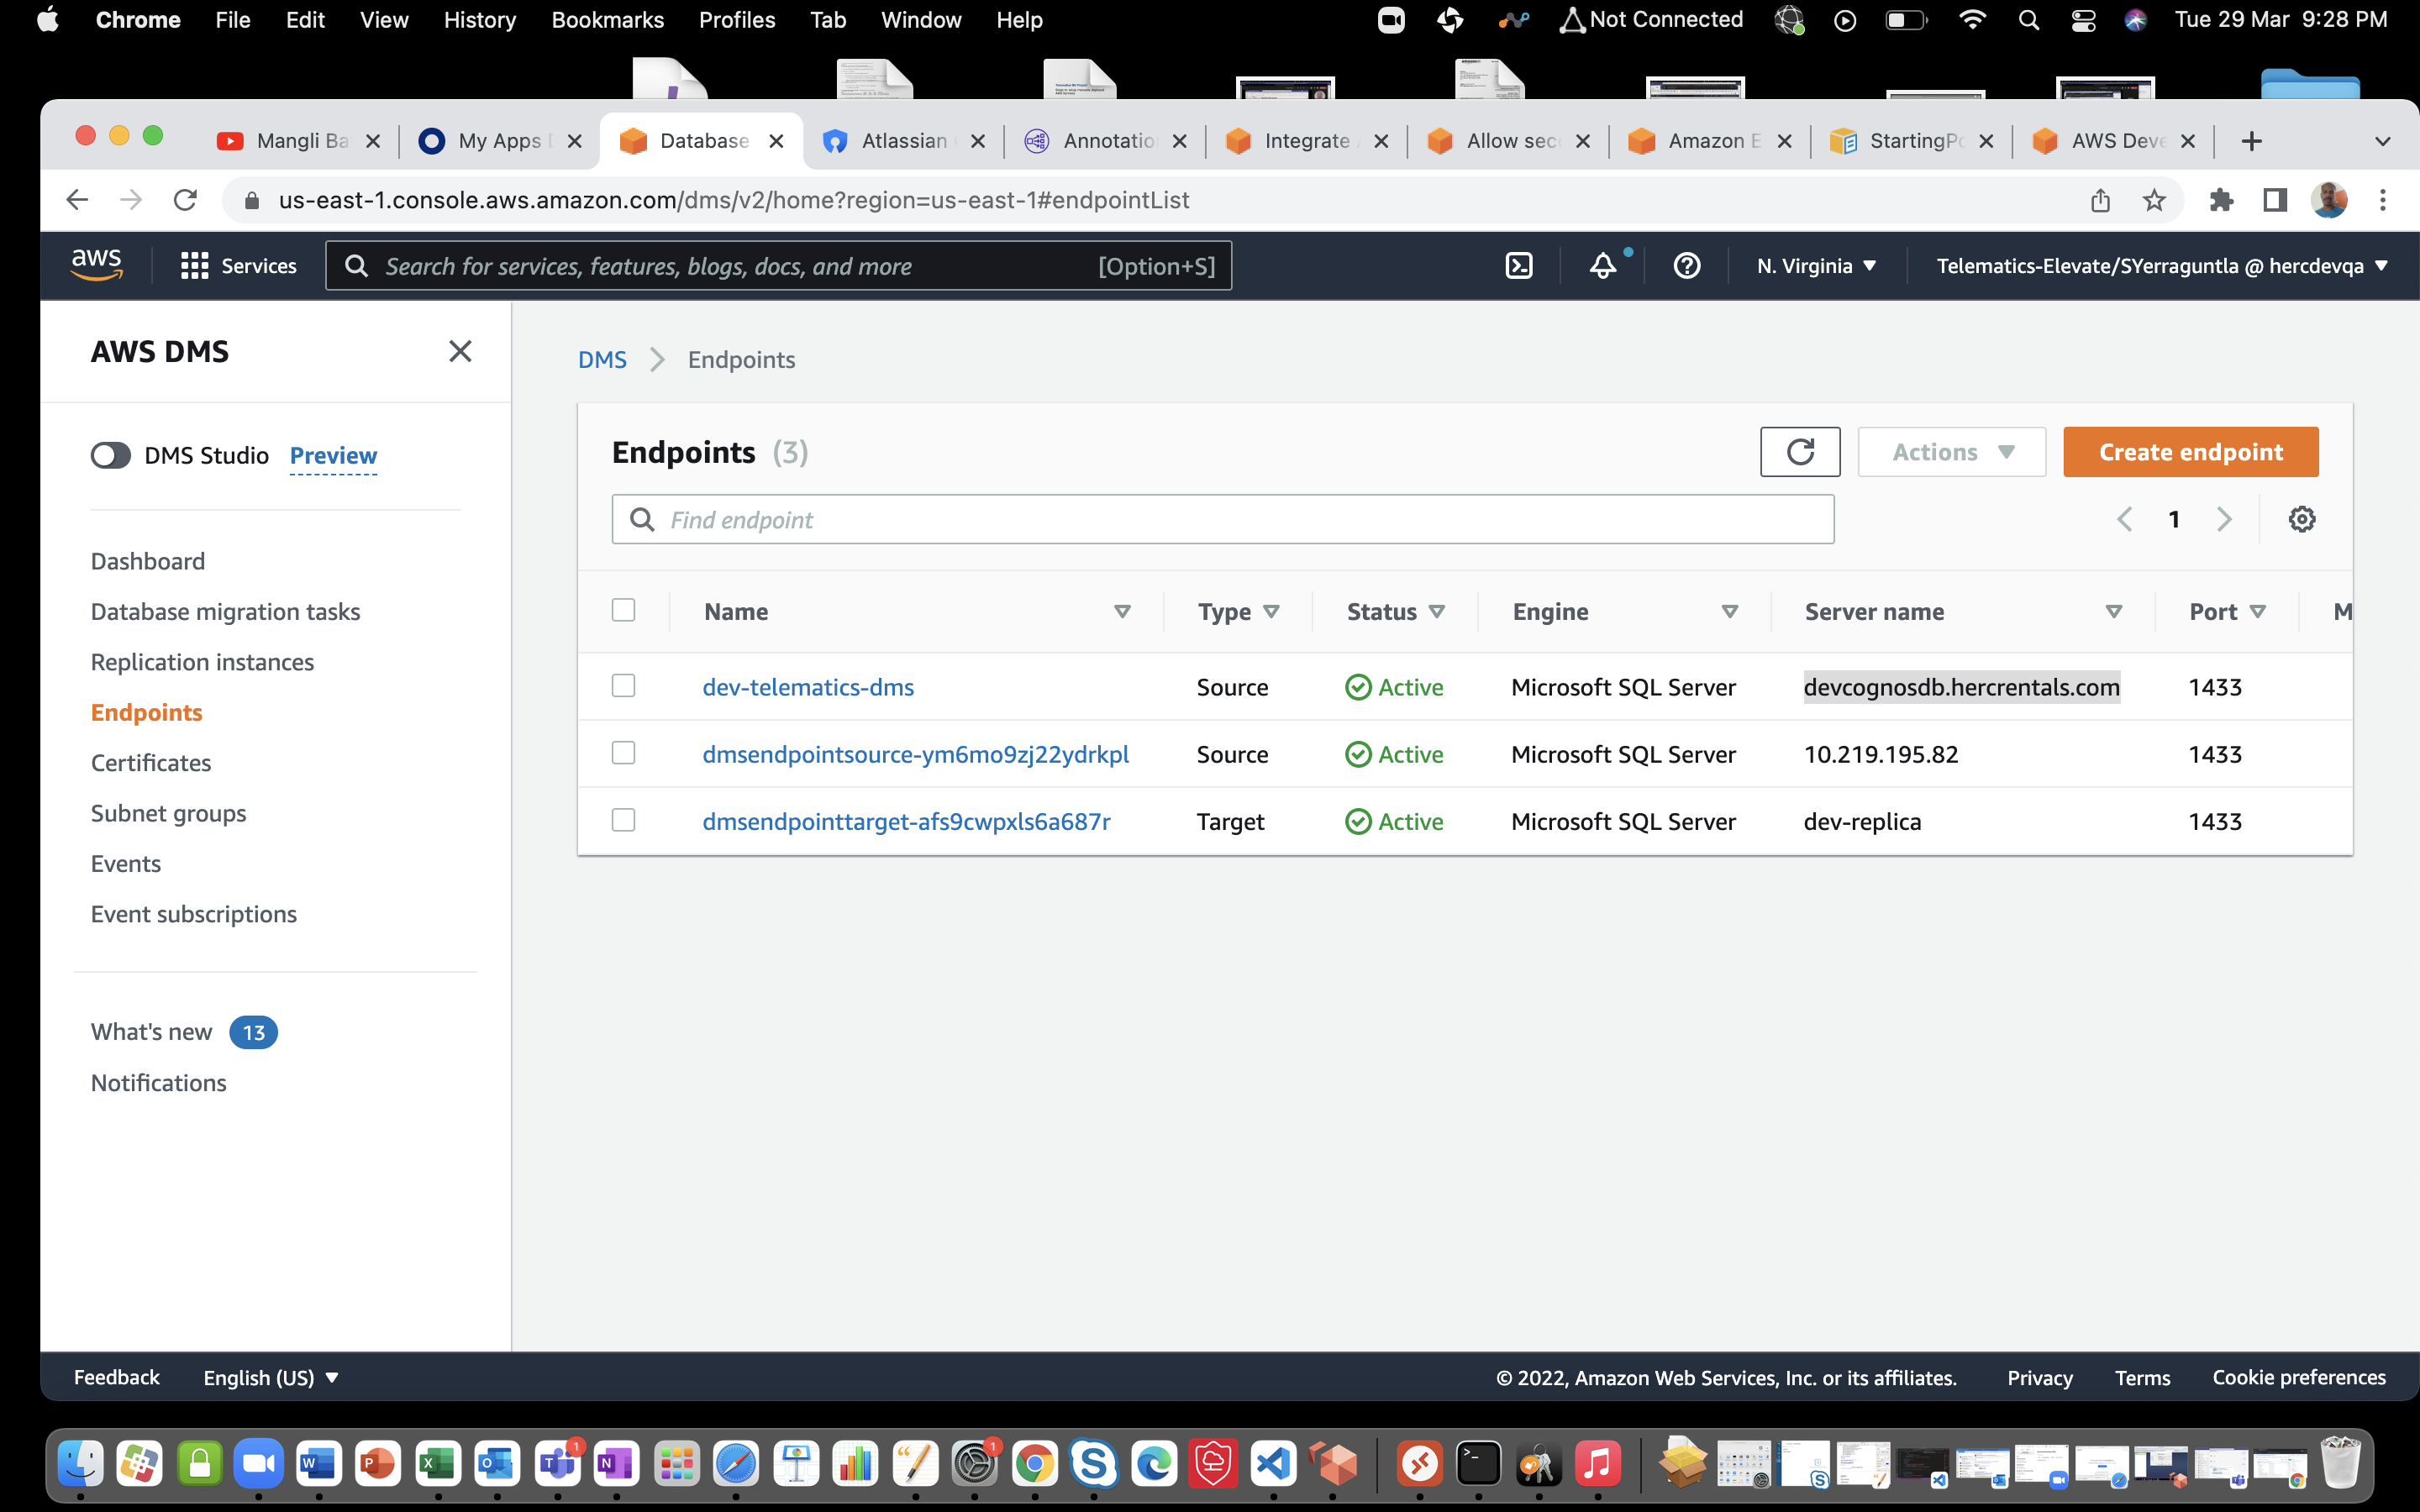 Chrome File Edit View History Bookmarks Profiles Tab Window Help Not Connected Tue 29 Mar 9:28 PM
Mangli Ba My Apps Database Atlassian Annotatio Integrate Allow sec Amazon E StartingPo AWS Deve
us-east-1.console.aws.amazon.com/dms/v2/home?region=us-east-1#endpointList
aws Services Search for services, features, blogs, docs, and more [Option+S] N. Virginia Telematics-Elevate/SYerraguntla @ hercdevqa
AWS DMS
DMS Studio Preview
Dashboard
Database migration tasks
Replication instances
Endpoints
Certificates
Subnet groups
Events
Event subscriptions
What's new 13
Notifications
DMS Endpoints
Endpoints (3) Actions Create endpoint
Find endpoint 1
Name Type Status Engine Server name Port M
dev-telematics-dms Source Active Microsoft SQL Server devcognosdb.hercrentals.com 1433
dmsendpointsource-ym6mo9zj22ydrkpl Source Active Microsoft SQL Server 10.219.195.82 1433
dmsendpointtarget-afs9cwpxls6a687r Target Active Microsoft SQL Server dev-replica 1433
Feedback English (US) © 2022, Amazon Web Services, Inc. or its affiliates. Privacy Terms Cookie preferences